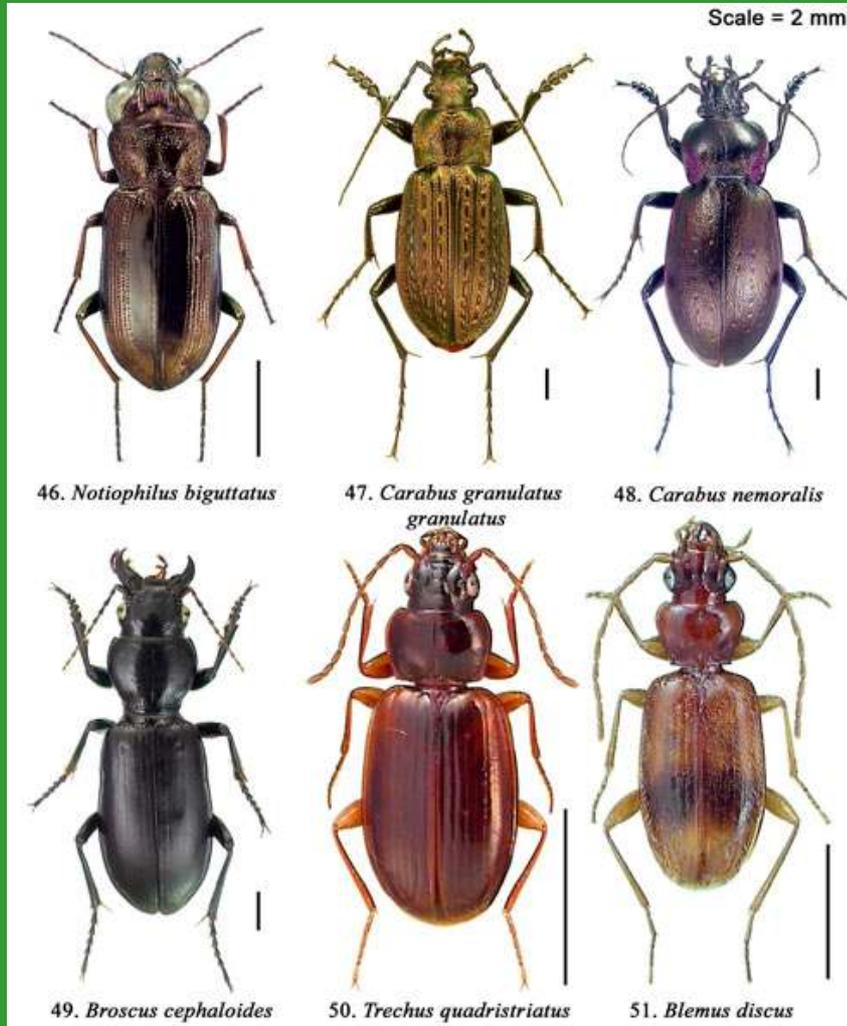 Scale = 2 mm
46. Notiophilus biguttatus
47. Carabus granulatus
granulatus
48. Carabus nemoralis
49. Broscus cephaloides
50. Trechus quadristriatus
51. Blemus discus